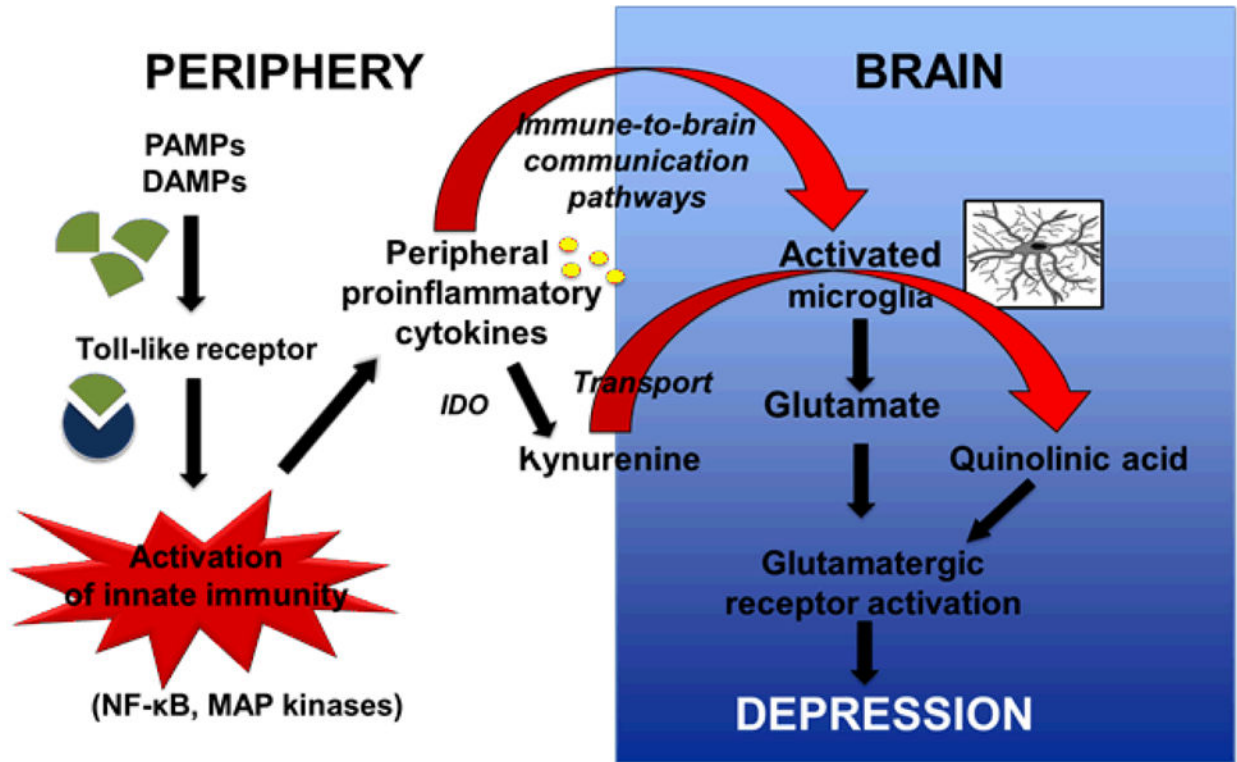 PERIPHERY
PAMPs
DAMPs
Toll-like receptor
Activation
of innate immunity
(NF-κB, MAP kinases)
Peripheral
proinflammatory
cytokines
IDO
Kynurenine
Immune-to-brain
communication
pathways
Transport
BRAIN
Activated
microglia
Glutamate
Quinolinic acid
Glutamatergic
receptor activation
DEPRESSION